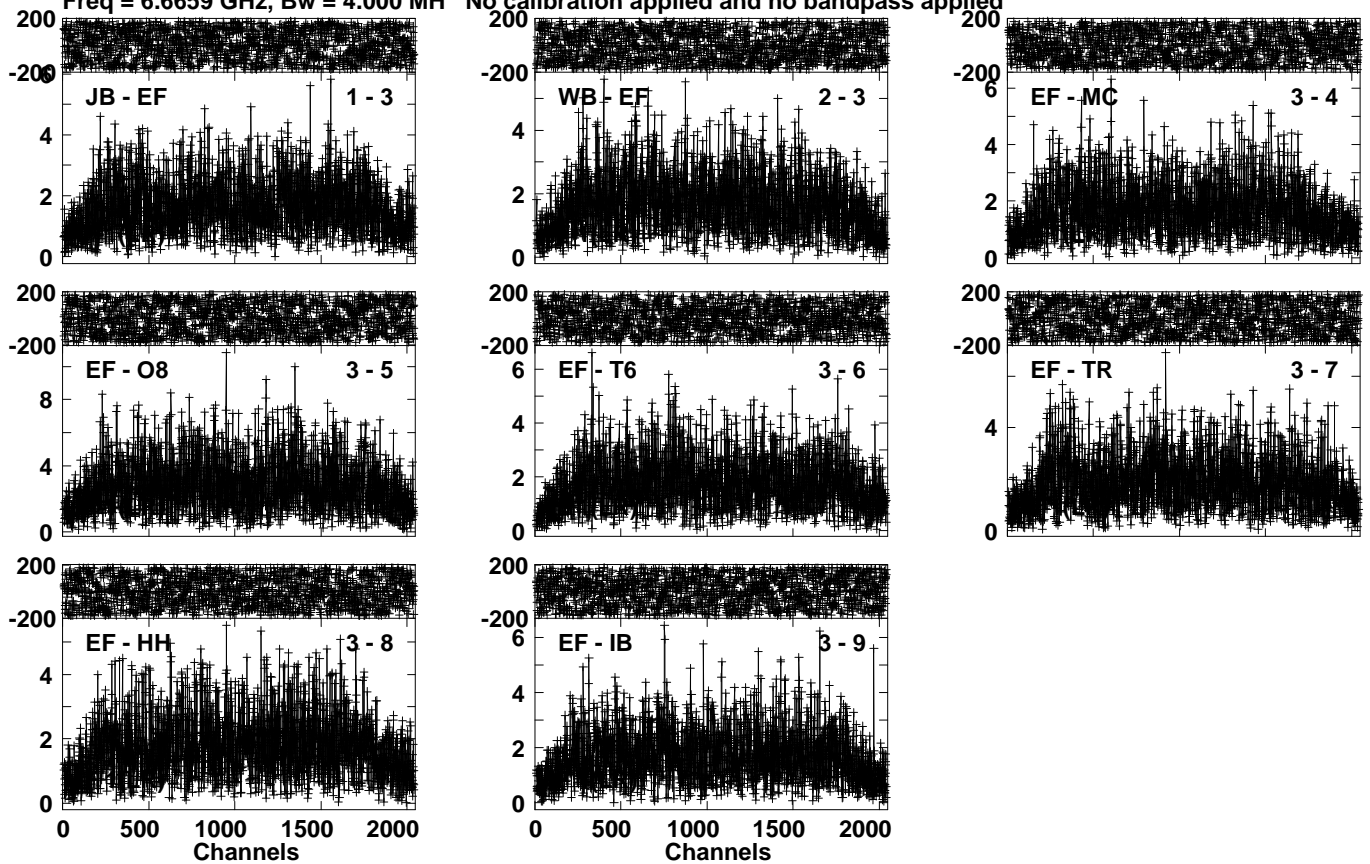 Freq = 6.6659 GHz, Bw = 4.000 MH No calibration applied and no bandpass applied
200 200 200
-200 -200 -200
6 6
JB - EF 1 - 3 WB - EF 2 - 3 EF - MC 3 - 4
4 4 4
2 2 2
0 0 0
200 200 200
-200 -200 -200
EF - O8 3 - 5 EF - T6 3 - 6 EF - TR 3 - 7
6
8 4 4
4 2
0 0 0
200 200
-200 -200
EF - HH 3 - 8 EF - IB 3 - 9
6
4 4
2 2
0 0
0 500 1000 1500 2000 0 500 1000 1500 2000
Channels Channels